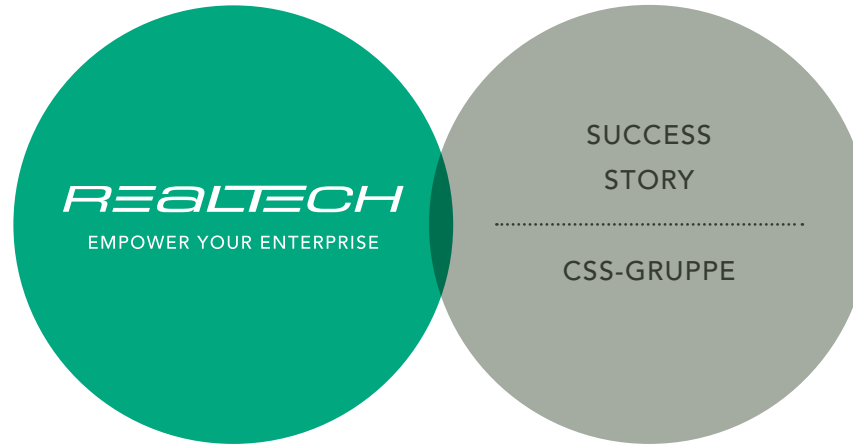 REALTECH
EMPOWER YOUR ENTERPRISE
SUCCESS
STORY
CSS-GRUPPE